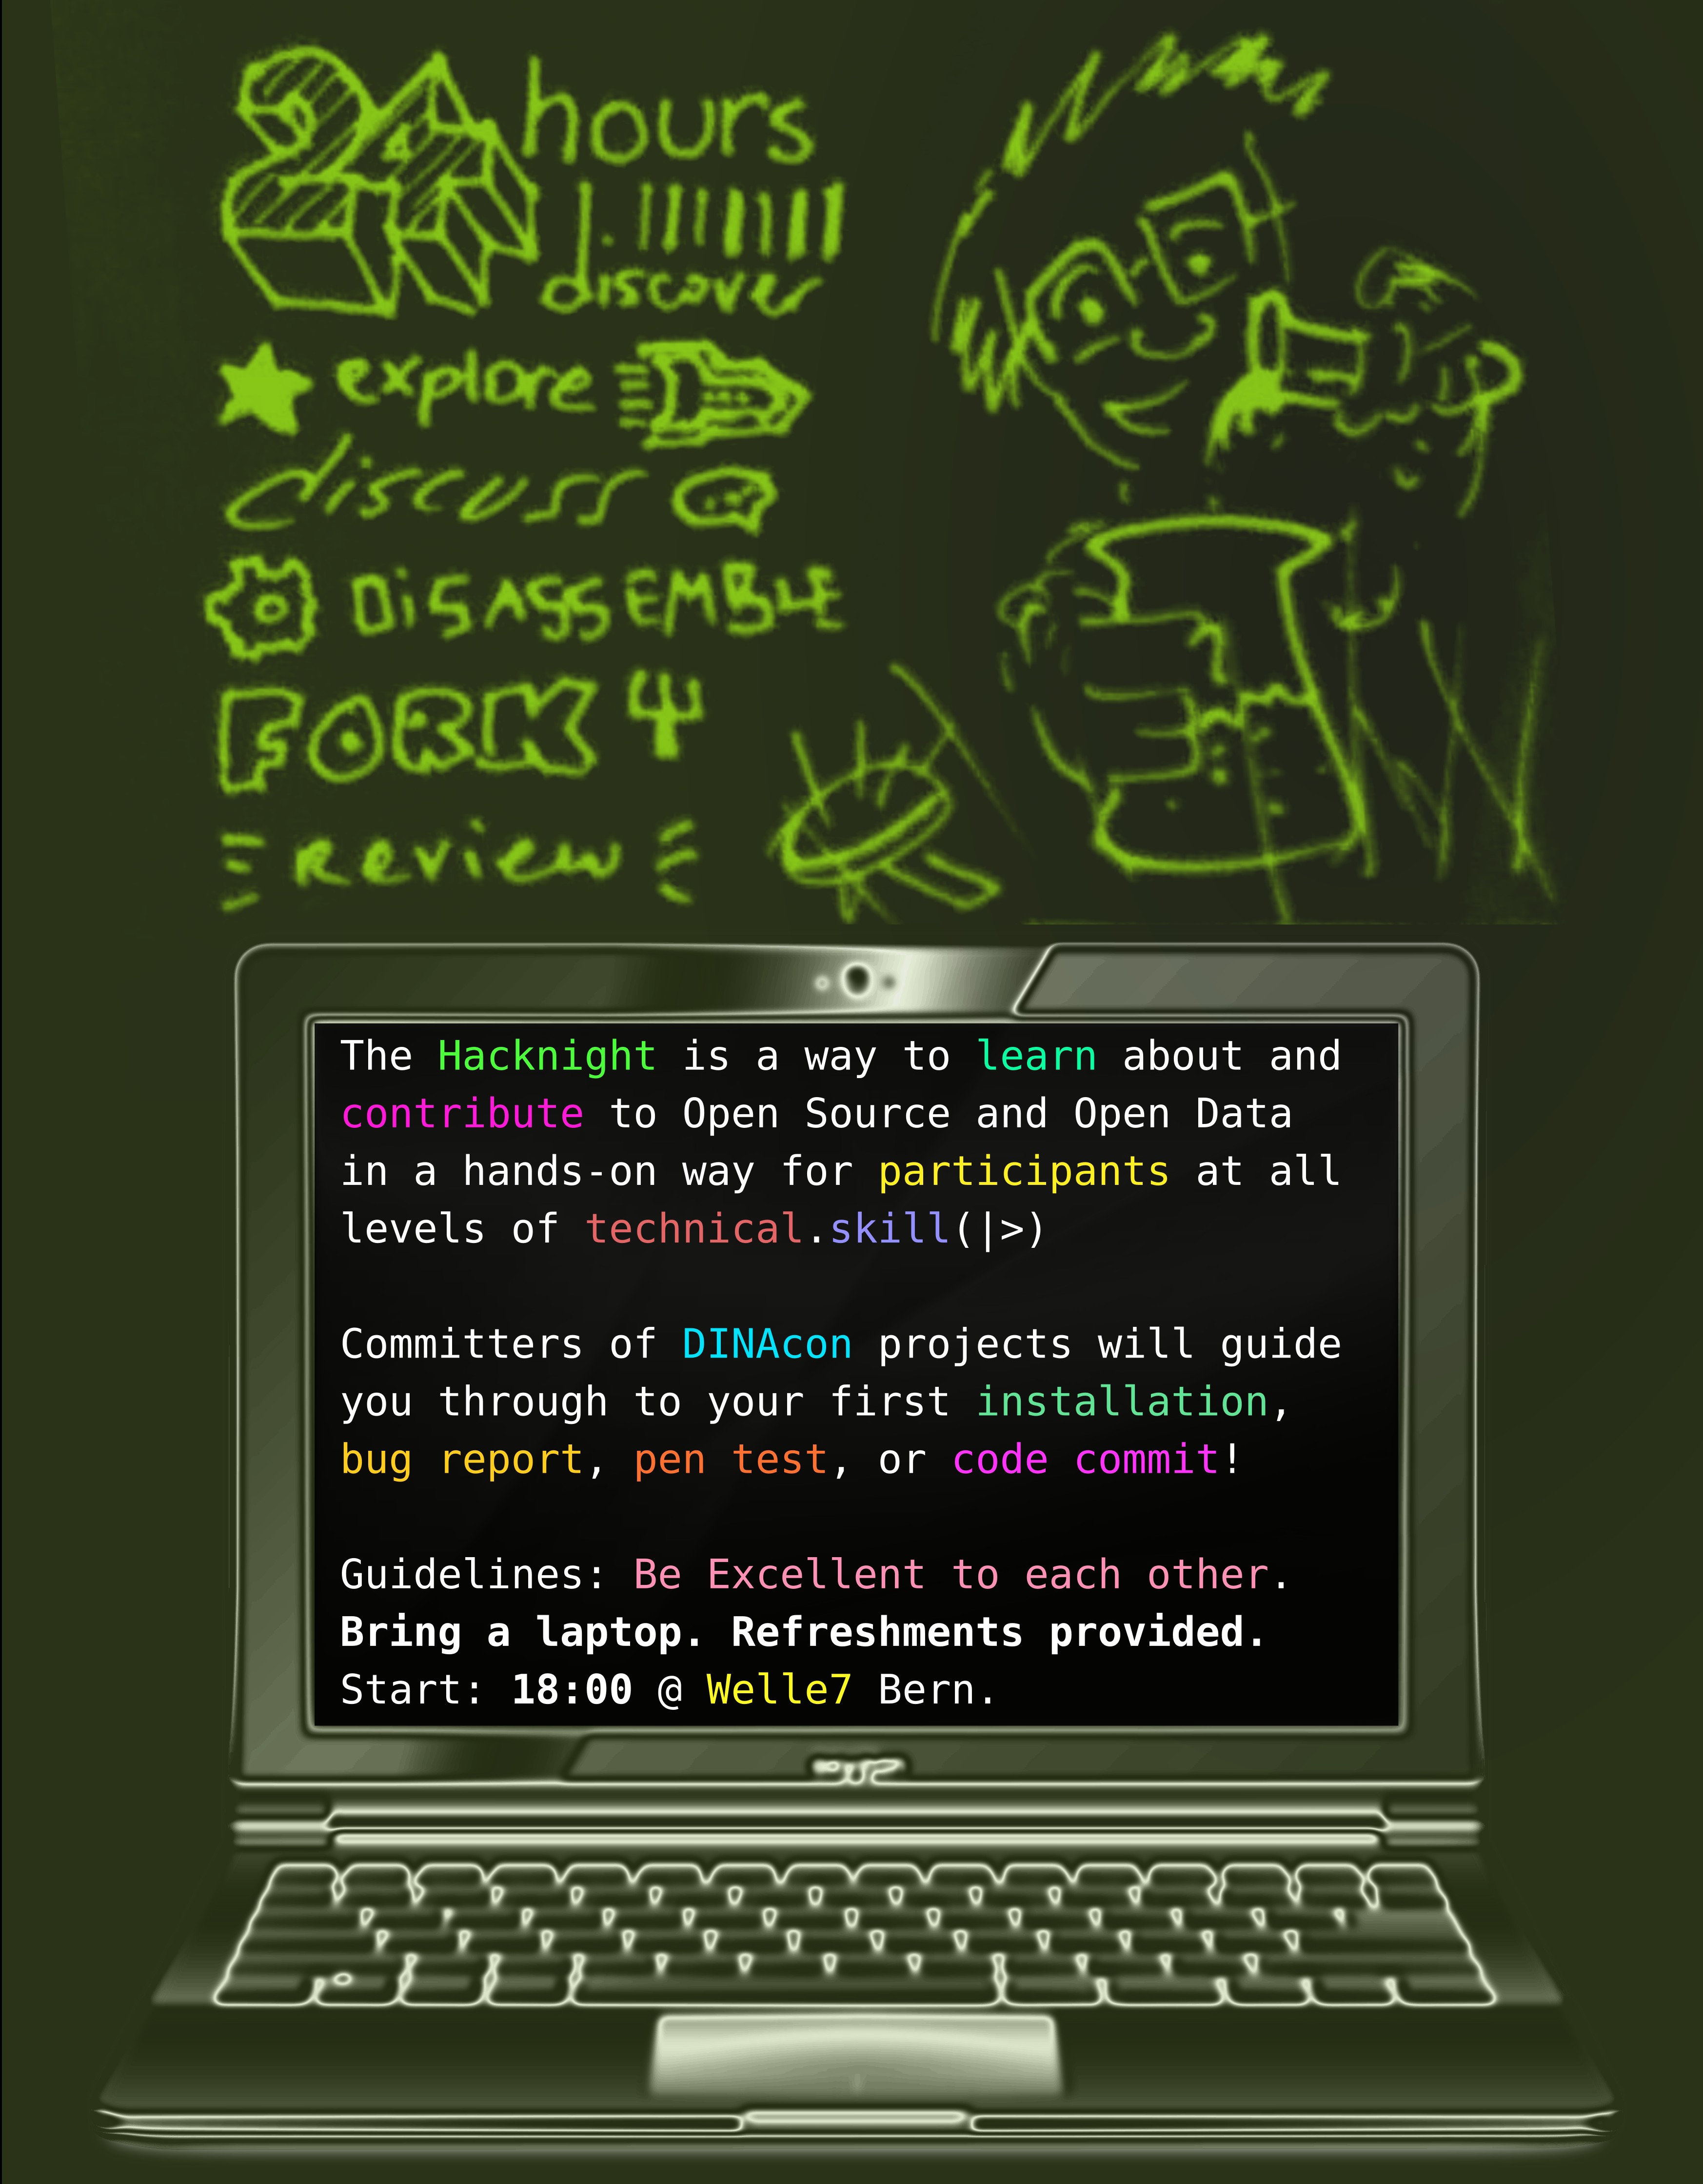 24 hours
discover
explore
discuss
DiSASSEMBLE
FORK
review
The Hacknight is a way to learn about and
contribute to Open Source and Open Data
in a hands-on way for participants at all
levels of technical.skill(|>)
Committers of DINAcon projects will guide
you through to your first installation,
bug report, pen test, or code commit!
Guidelines: Be Excellent to each other.
Bring a laptop. Refreshments provided.
Start: 18:00 @ Welle7 Bern.